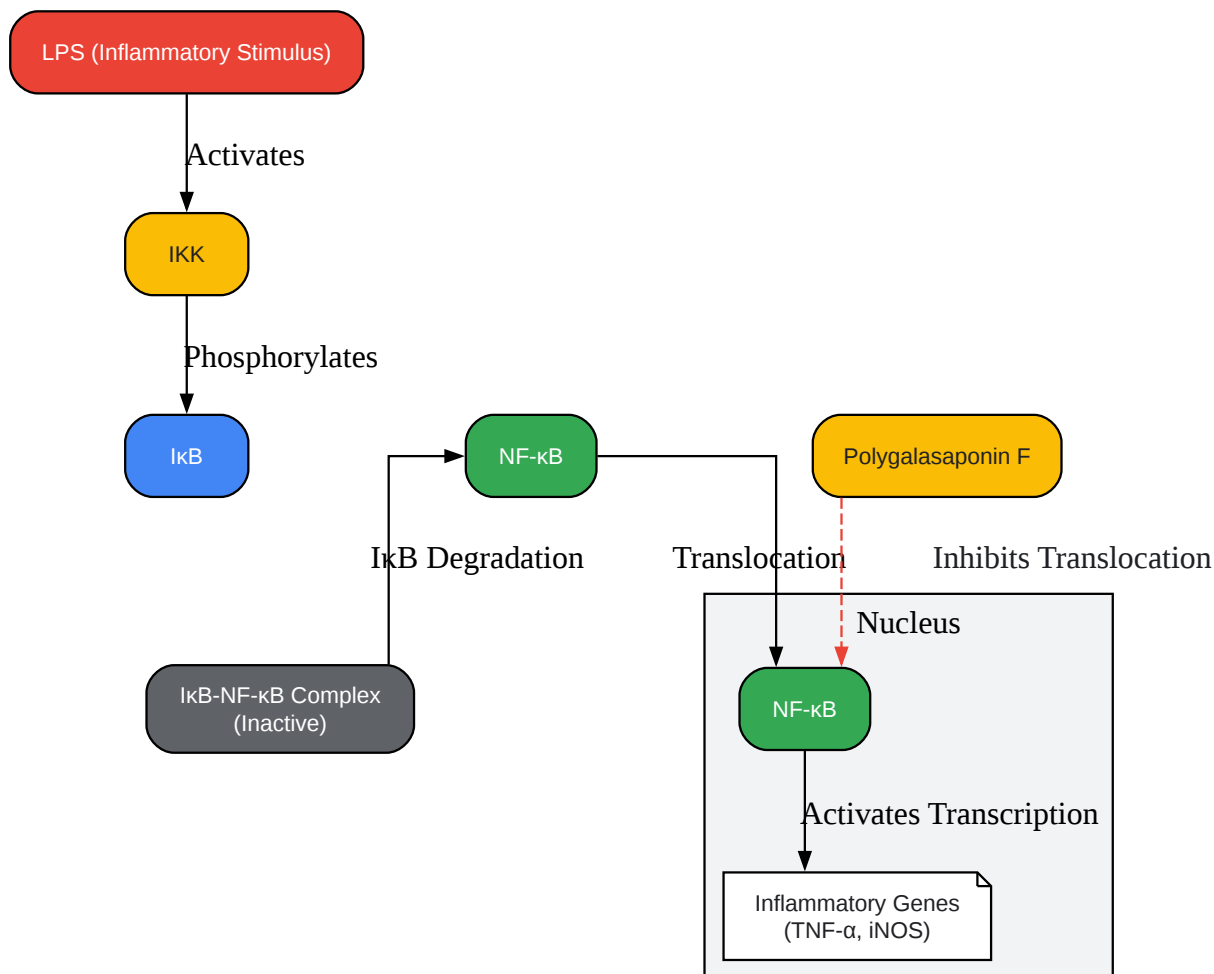 LPS (Inflammatory Stimulus)
Activates
IKK
Phosphorylates
IκB
NF-κB
Polygalasaponin F
IκB Degradation
Translocation
Inhibits Translocation
Nucleus
IκB-NF-κB Complex
(Inactive)
NF-κB
Activates Transcription
Inflammatory Genes
(TNF-α, iNOS)